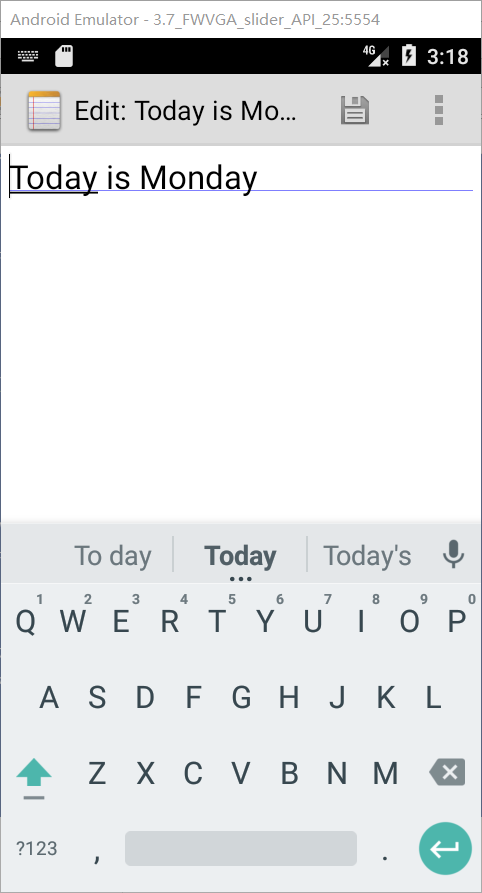 Android Emulator - 3.7_FWVGA_slider_API_25:5554
4G 3:18
Edit: Today is Mo...
Today is Monday
To day Today Today's
1 2 3 4 5 6 7 8 9 0
Q W E R T Y U I O P
A S D F G H J K L
Z X C V B N M
?123 , .